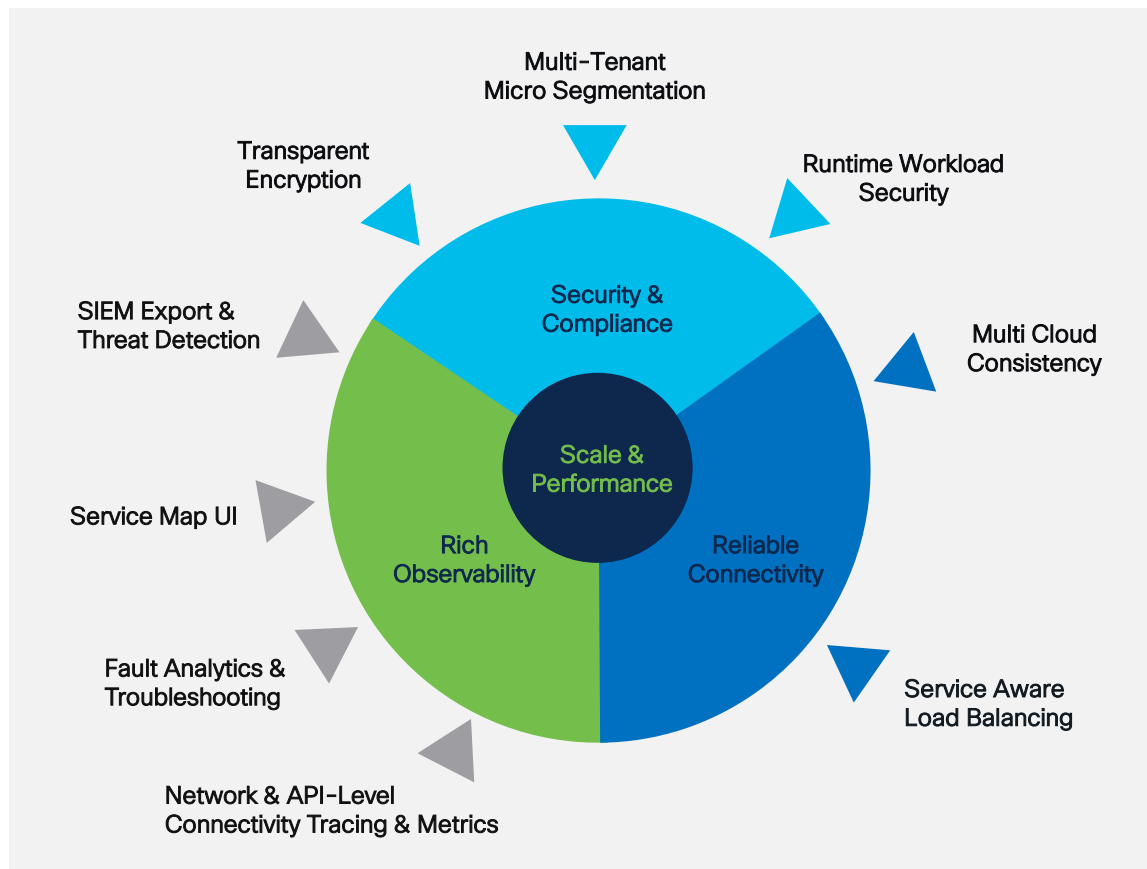 Multi-Tenant
Micro Segmentation
Transparent
Encryption
Runtime Workload
Security
SIEM Export &
Threat Detection
Security &
Compliance
Multi Cloud
Consistency
Scale &
Performance
Service Map UI
Rich
Observability
Reliable
Connectivity
Fault Analytics &
Troubleshooting
Service Aware
Load Balancing
Network & API-Level
Connectivity Tracing & Metrics